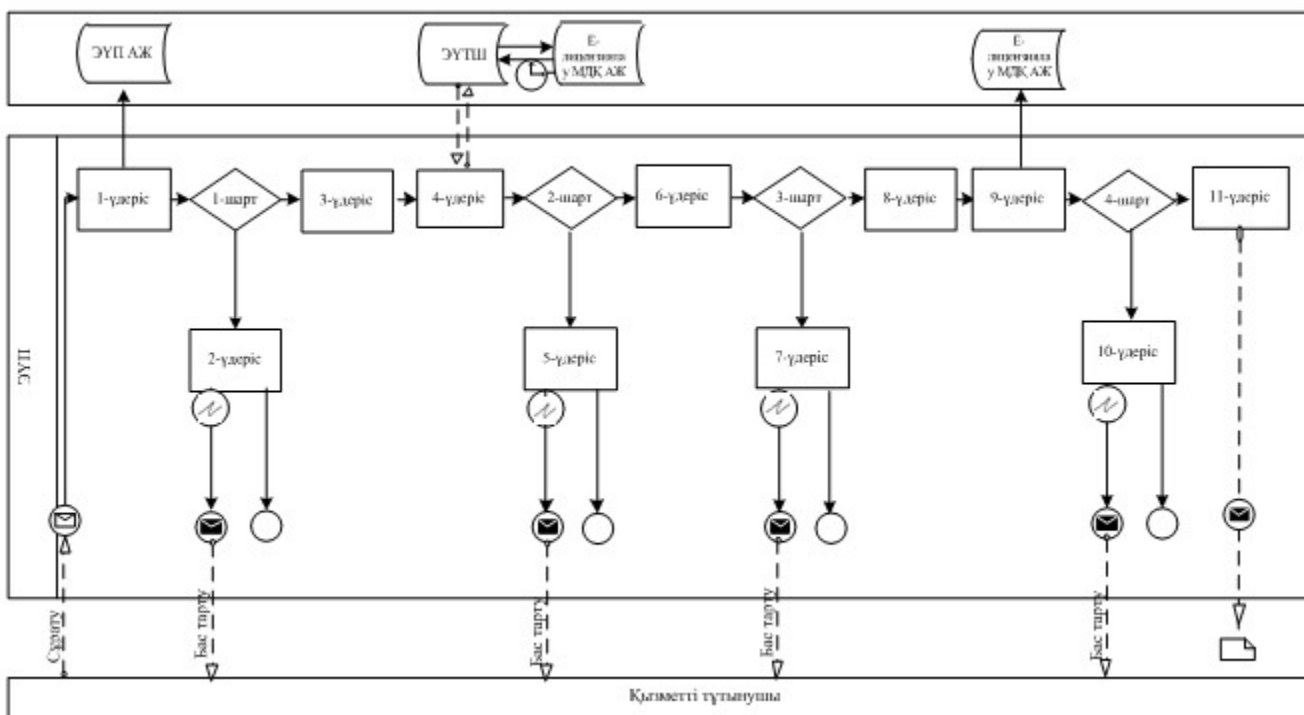 ЭҮП АЖ
ЭҮТШ
Е-
лицензияла
у МДҚ АЖ
Е-
лицензияла
у МДҚ АЖ
1-үдеріс
1-шарт
3-үдеріс
4-үдеріс
2-шарт
6-үдеріс
3-шарт
8-үдеріс
9-үдеріс
4-шарт
11-үдеріс
ЭҮП
2-үдеріс
5-үдеріс
7-үдеріс
10-үдеріс
Сұрату
Бас тарту
Бас тарту
Бас тарту
Бас тарту
Қызметті тұтынушы